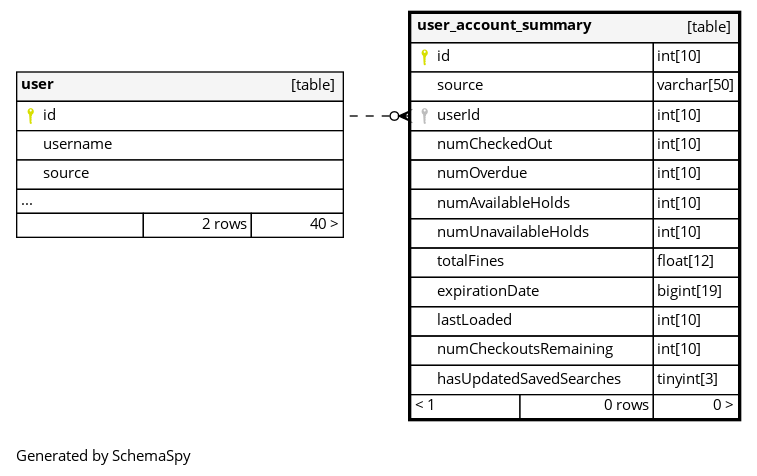 user [table]
id
username
source
...
2 rows 40 >
user_account_summary [table]
id int[10]
source varchar[50]
userId int[10]
numCheckedOut int[10]
numOverdue int[10]
numAvailableHolds int[10]
numUnavailableHolds int[10]
totalFines float[12]
expirationDate bigint[19]
lastLoaded int[10]
numCheckoutsRemaining int[10]
hasUpdatedSavedSearches tinyint[3]
< 1 0 rows 0 >
Generated by SchemaSpy